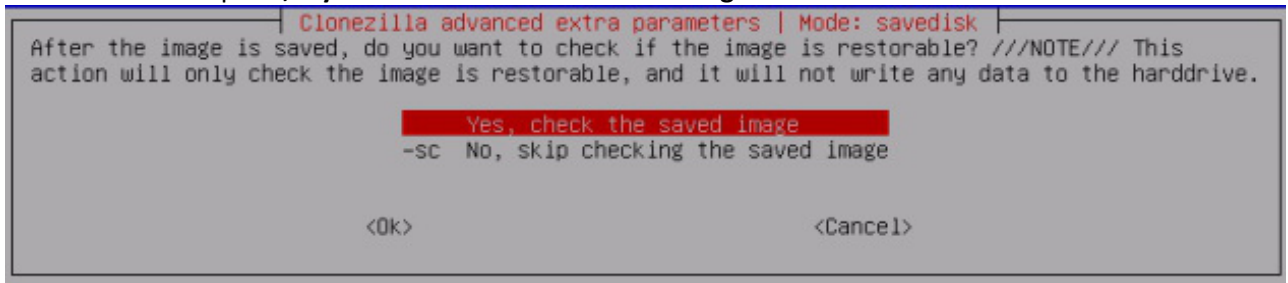 Clonezilla advanced extra parameters | Mode: savedisk
After the image is saved, do you want to check if the image is restorable? ///NOTE/// This
action will only check the image is restorable, and it will not write any data to the harddrive.
Yes, check the saved image
-sc No, skip checking the saved image
<Ok> <Cancel>